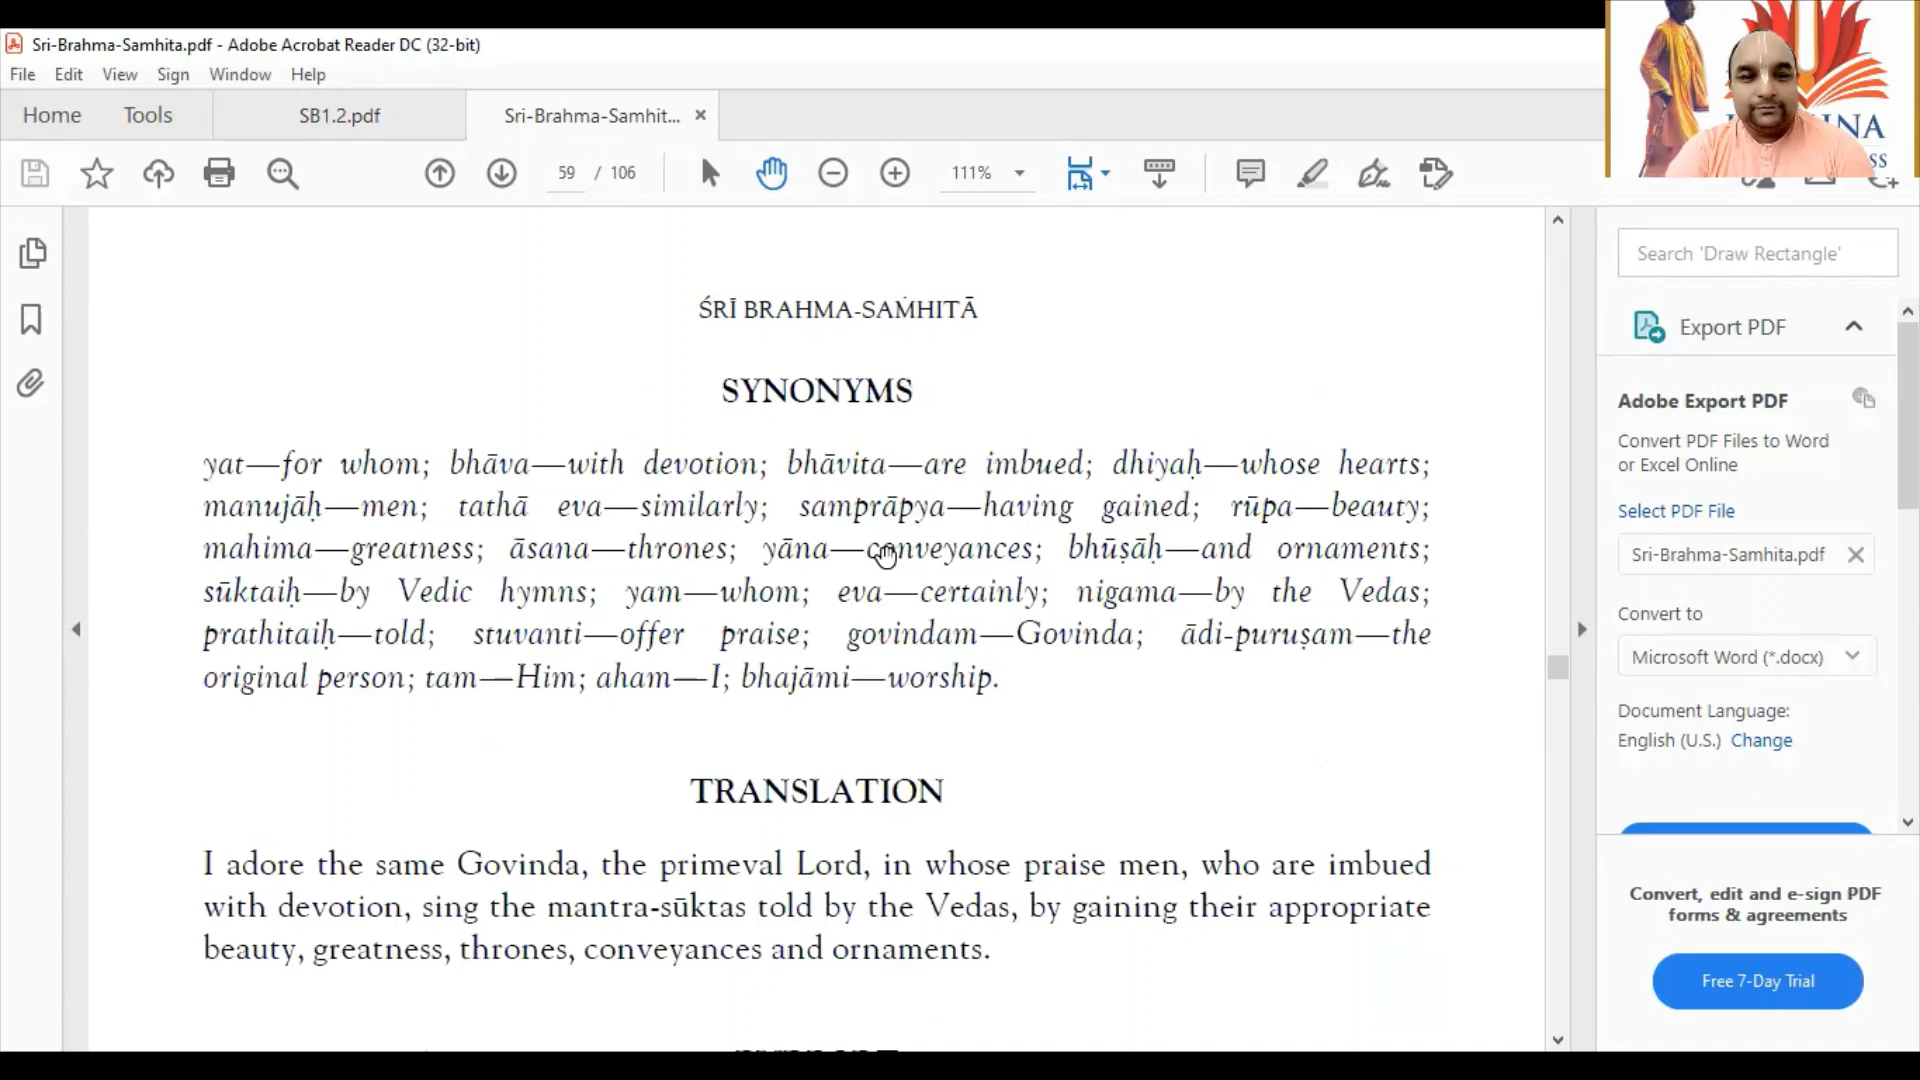 Sri-Brahma-Samhita.pdf - Adobe Acrobat Reader DC (32-bit)
File Edit View Sign Window Help
Home Tools SB1.2.pdf Sri-Brahma-Samhit...
59 / 106 111%
Search 'Draw Rectangle'
ŚRĪ BRAHMA-SAṀHITĀ
Export PDF
SYNONYMS
Adobe Export PDF
Convert PDF Files to Word
or Excel Online
yat—for whom; bhāva—with devotion; bhāvita—are imbued; dhiyaḥ—whose hearts;
manujāḥ—men; tathā eva—similarly; samprāpya—having gained; rūpa—beauty;
mahima—greatness; āsana—thrones; yāna—conveyances; bhūṣāḥ—and ornaments;
sūktaiḥ—by Vedic hymns; yam—whom; eva—certainly; nigama—by the Vedas;
prathitaiḥ—told; stuvanti—offer praise; govindam—Govinda; ādi-puruṣam—the
original person; tam—Him; aham—I; bhajāmi—worship.
Select PDF File
Sri-Brahma-Samhita.pdf
Convert to
Microsoft Word (*.docx)
Document Language:
English (U.S.) Change
TRANSLATION
I adore the same Govinda, the primeval Lord, in whose praise men, who are imbued
with devotion, sing the mantra-sūktas told by the Vedas, by gaining their appropriate
beauty, greatness, thrones, conveyances and ornaments.
Convert, edit and e-sign PDF
forms & agreements
Free 7-Day Trial